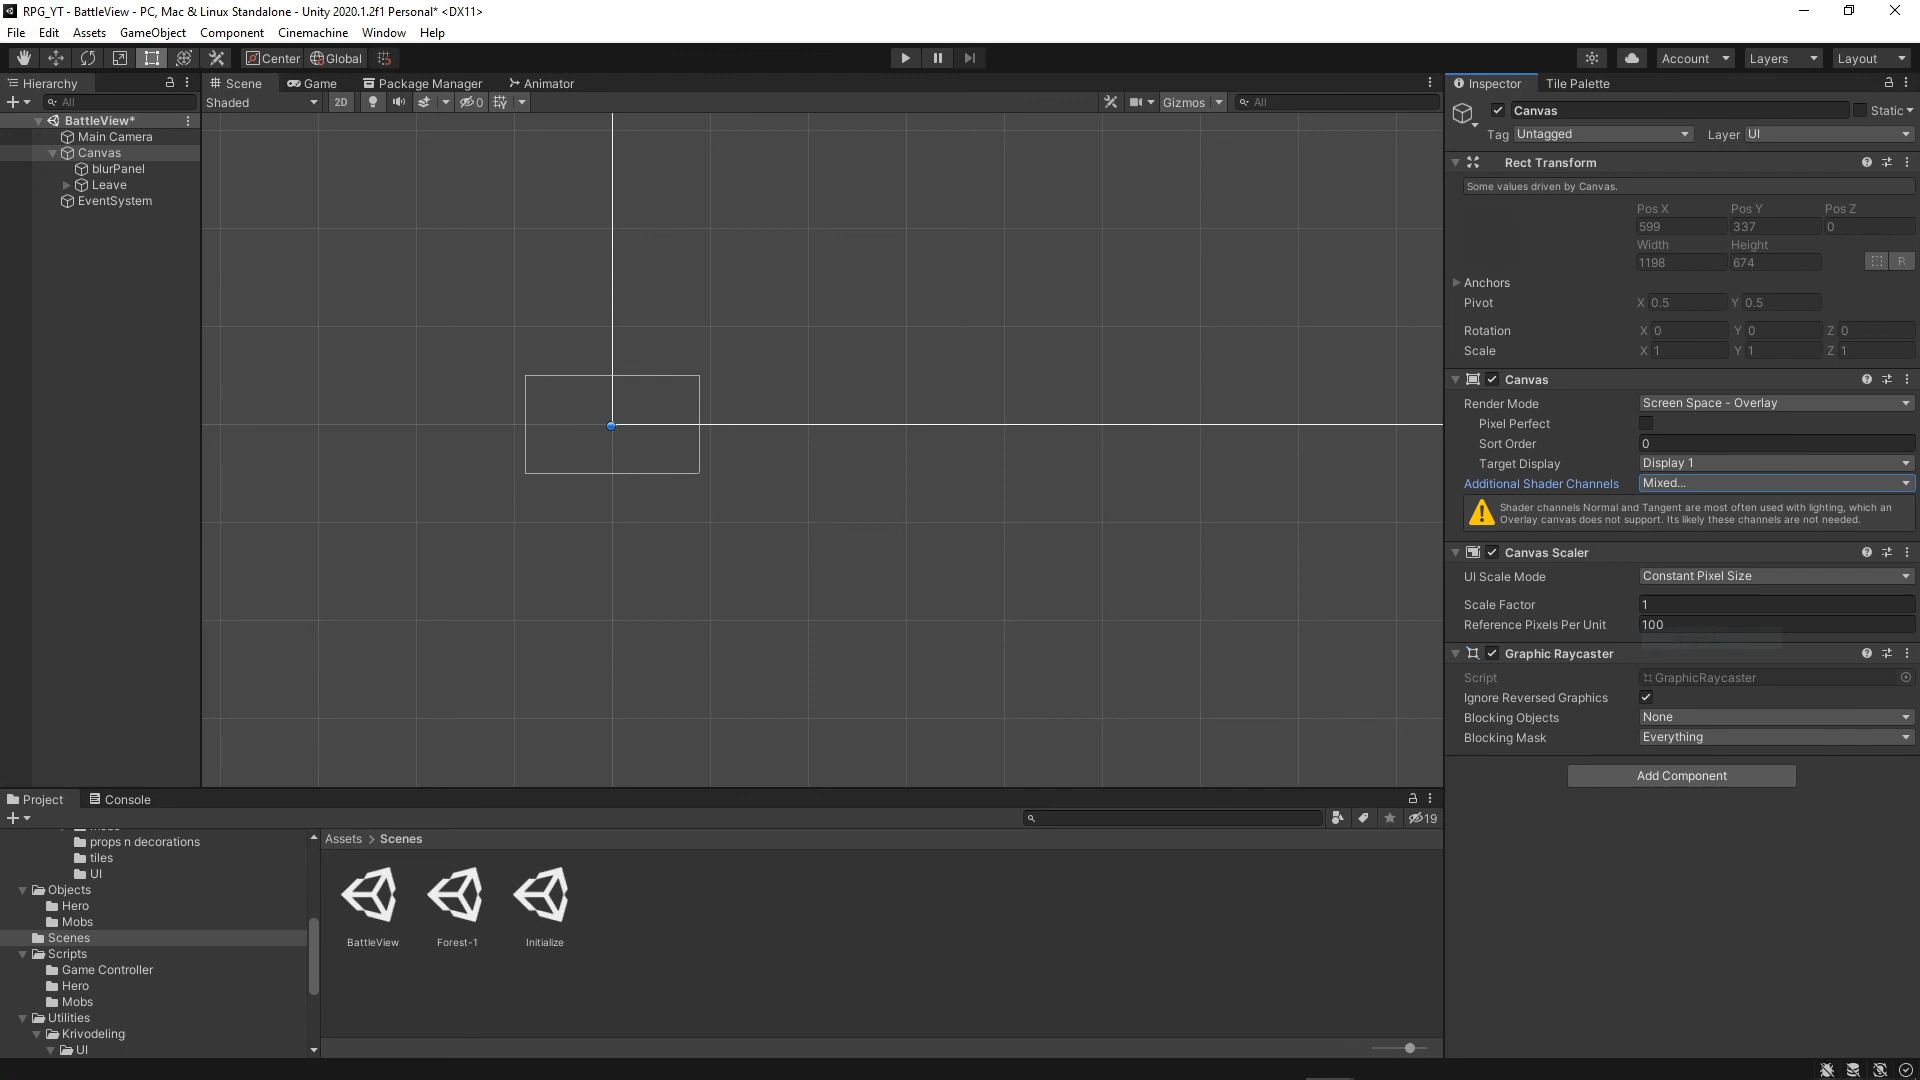 RPG_YT - BattleView - PC, Mac & Linux Standalone - Unity 2020.1.2f1 Personal* <DX11>
File Edit Assets GameObject Component Cinemachine Window Help
Center Global
Account Layers Layout
Hierarchy
All
BattleView*
Main Camera
Canvas
blurPanel
Leave
EventSystem
Scene Game Package Manager Animator
Shaded 2D 0 Gizmos All
Inspector Tile Palette
Canvas Static
Tag Untagged Layer UI
Rect Transform
Some values driven by Canvas.
Pos X Pos Y Pos Z
599 337 0
Width Height
1198 674 R
Anchors
Pivot X 0.5 Y 0.5
Rotation X 0 Y 0 Z 0
Scale X 1 Y 1 Z 1
Canvas
Render Mode Screen Space - Overlay
Pixel Perfect
Sort Order 0
Target Display Display 1
Additional Shader Channels Mixed...
Shader channels Normal and Tangent are most often used with lighting, which an
Overlay canvas does not support. Its likely these channels are not needed.
Canvas Scaler
UI Scale Mode Constant Pixel Size
Scale Factor 1
Reference Pixels Per Unit 100
Graphic Raycaster
Script GraphicRaycaster
Ignore Reversed Graphics
Blocking Objects None
Blocking Mask Everything
Add Component
Project Console
19
props n decorations
tiles
UI
Objects
Hero
Mobs
Scenes
Scripts
Game Controller
Hero
Mobs
Utilities
Krivodeling
UI
Assets > Scenes
BattleView Forest-1 Initialize